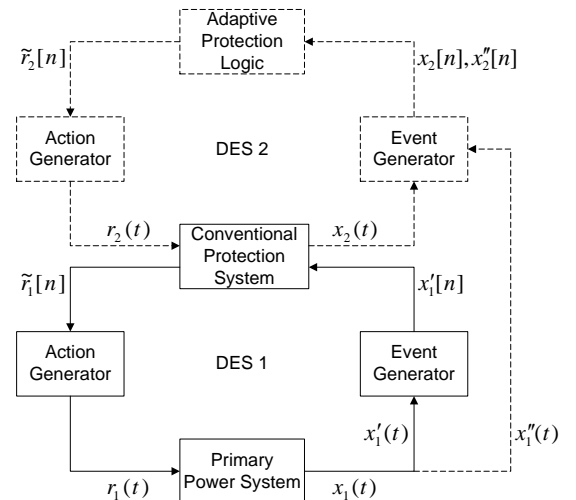 Adaptive
Protection
Logic
r̃₂[n]
x₂[n], x₂″[n]
Action
Generator
DES 2
Event
Generator
r₂(t)
Conventional
Protection
System
x₂(t)
r̃₁[n]
x₁′[n]
Action
Generator
DES 1
Event
Generator
x₁′(t)
x₁″(t)
r₁(t)
Primary
Power System
x₁(t)